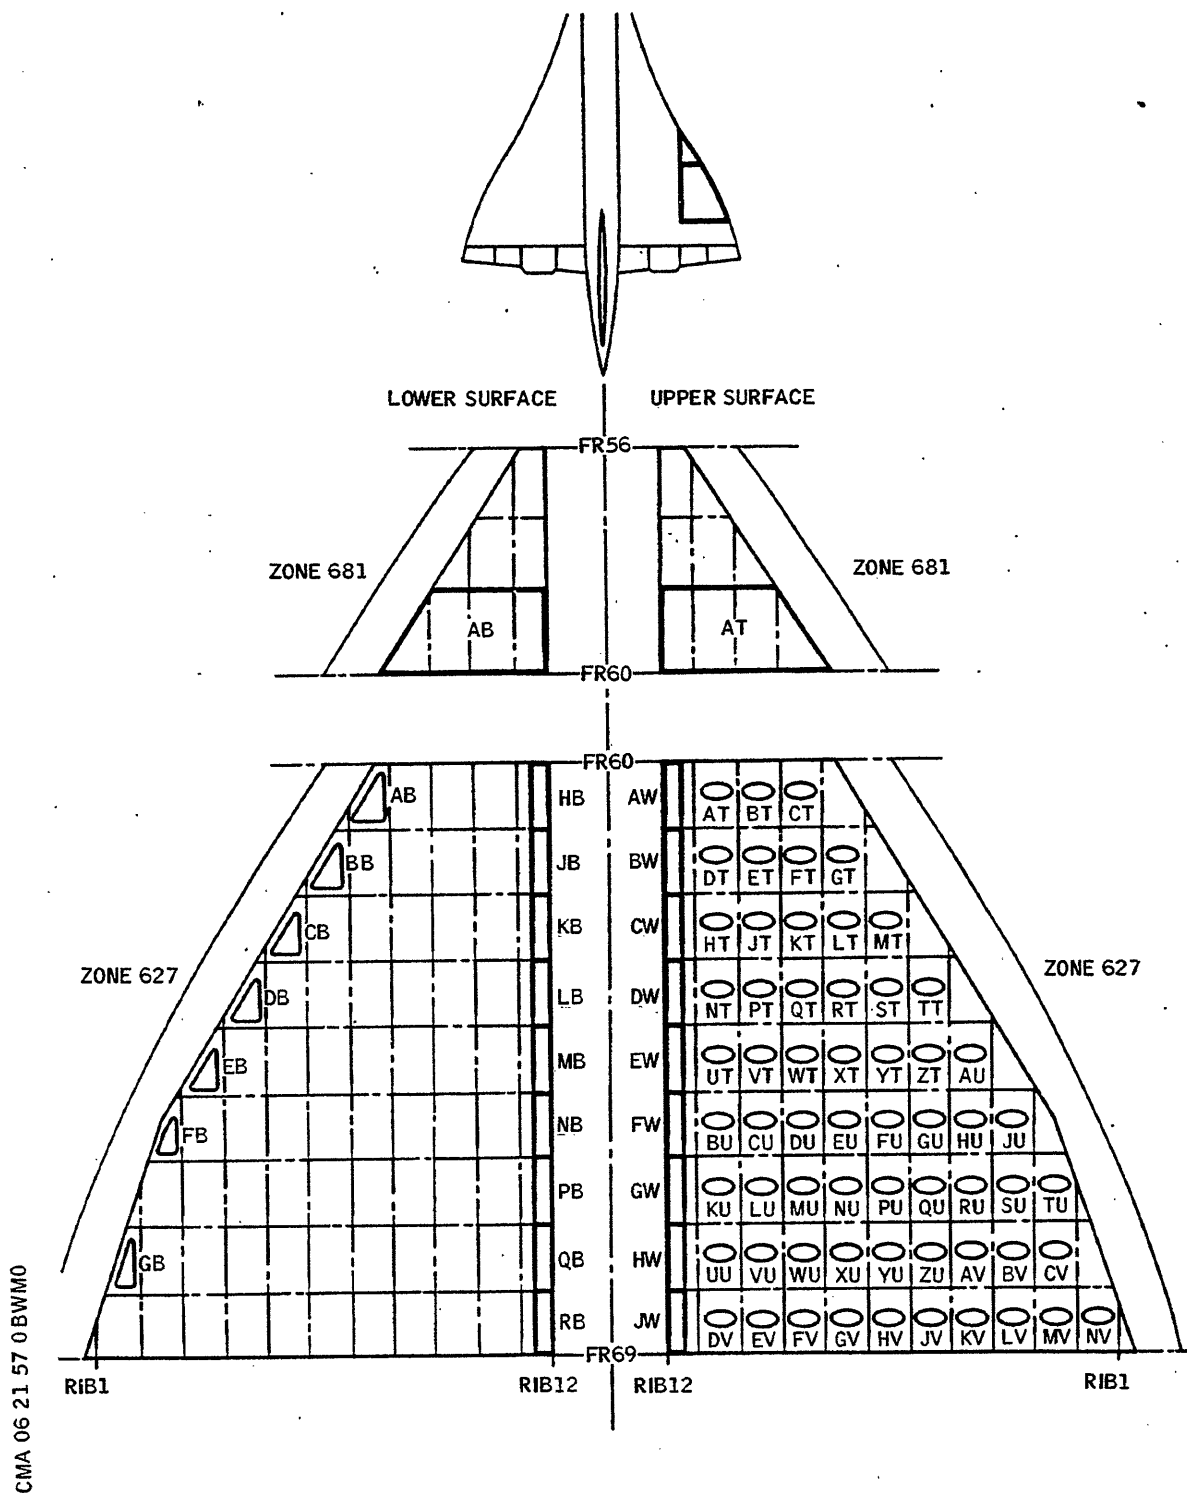 LOWER SURFACE UPPER SURFACE
FR56
ZONE 681 ZONE 681
AB AT
FR60
FR60
AB HB AW AT BT CT
BB JB BW DT ET FT GT
CB KB CW HT JT KT LT MT
ZONE 627 ZONE 627
DB LB DW NT PT QT RT ST TT
EB MB EW UT VT WT XT YT ZT AU
FB NB FW BU CU DU EU FU GU HU JU
PB GW KU LU MU NU PU QU RU SU TU
GB QB HW UU VU WU XU YU ZU AV BV CV
RB JW DV EV FV GV HV JV KV LV MV NV
FR69
RIB1 RIB12 RIB12 RIB1
CMA 06 21 57 0BWM0